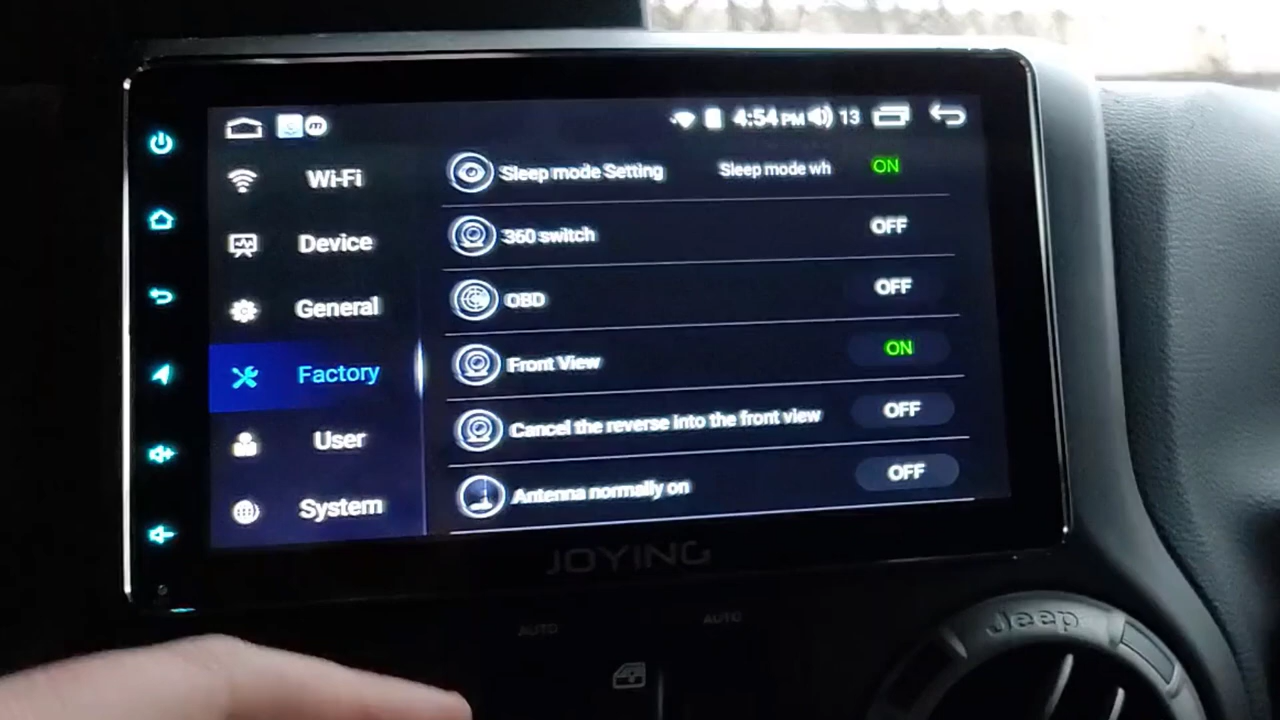 4:54 PM 13
Wi-Fi
Device
General
Factory
User
System
Sleep mode Setting Sleep mode wh ON
360 switch OFF
OBD OFF
Front View ON
Cancel the reverse into the front view OFF
Antenna normally on OFF
JOYING
AUTO AUTO
Jeep